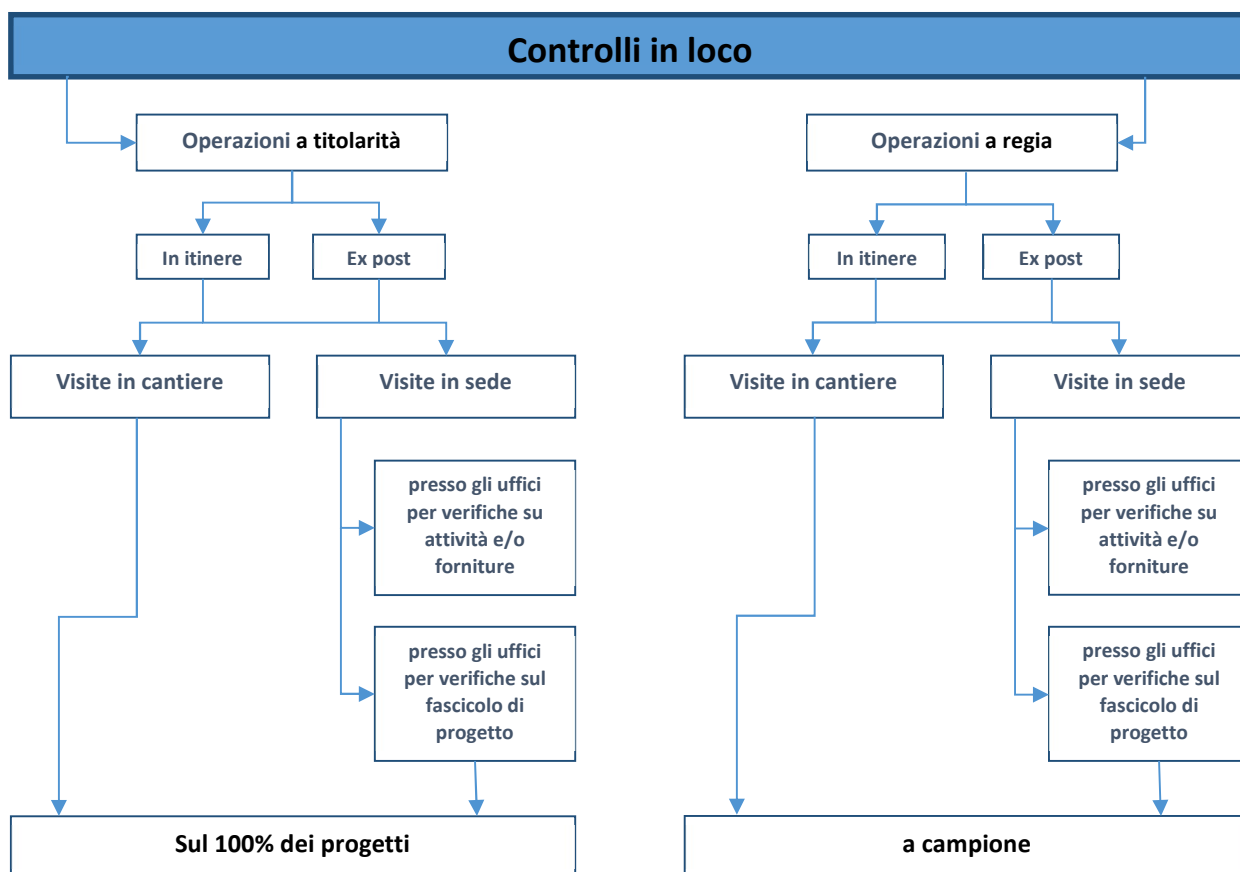 Controlli in loco
Operazioni a titolarità
Operazioni a regia
In itinere
Ex post
In itinere
Ex post
Visite in cantiere
Visite in sede
Visite in cantiere
Visite in sede
presso gli uffici
per verifiche su
attività e/o
forniture
presso gli uffici
per verifiche su
attività e/o
forniture
presso gli uffici
per verifiche sul
fascicolo di
progetto
presso gli uffici
per verifiche sul
fascicolo di
progetto
Sul 100% dei progetti
a campione